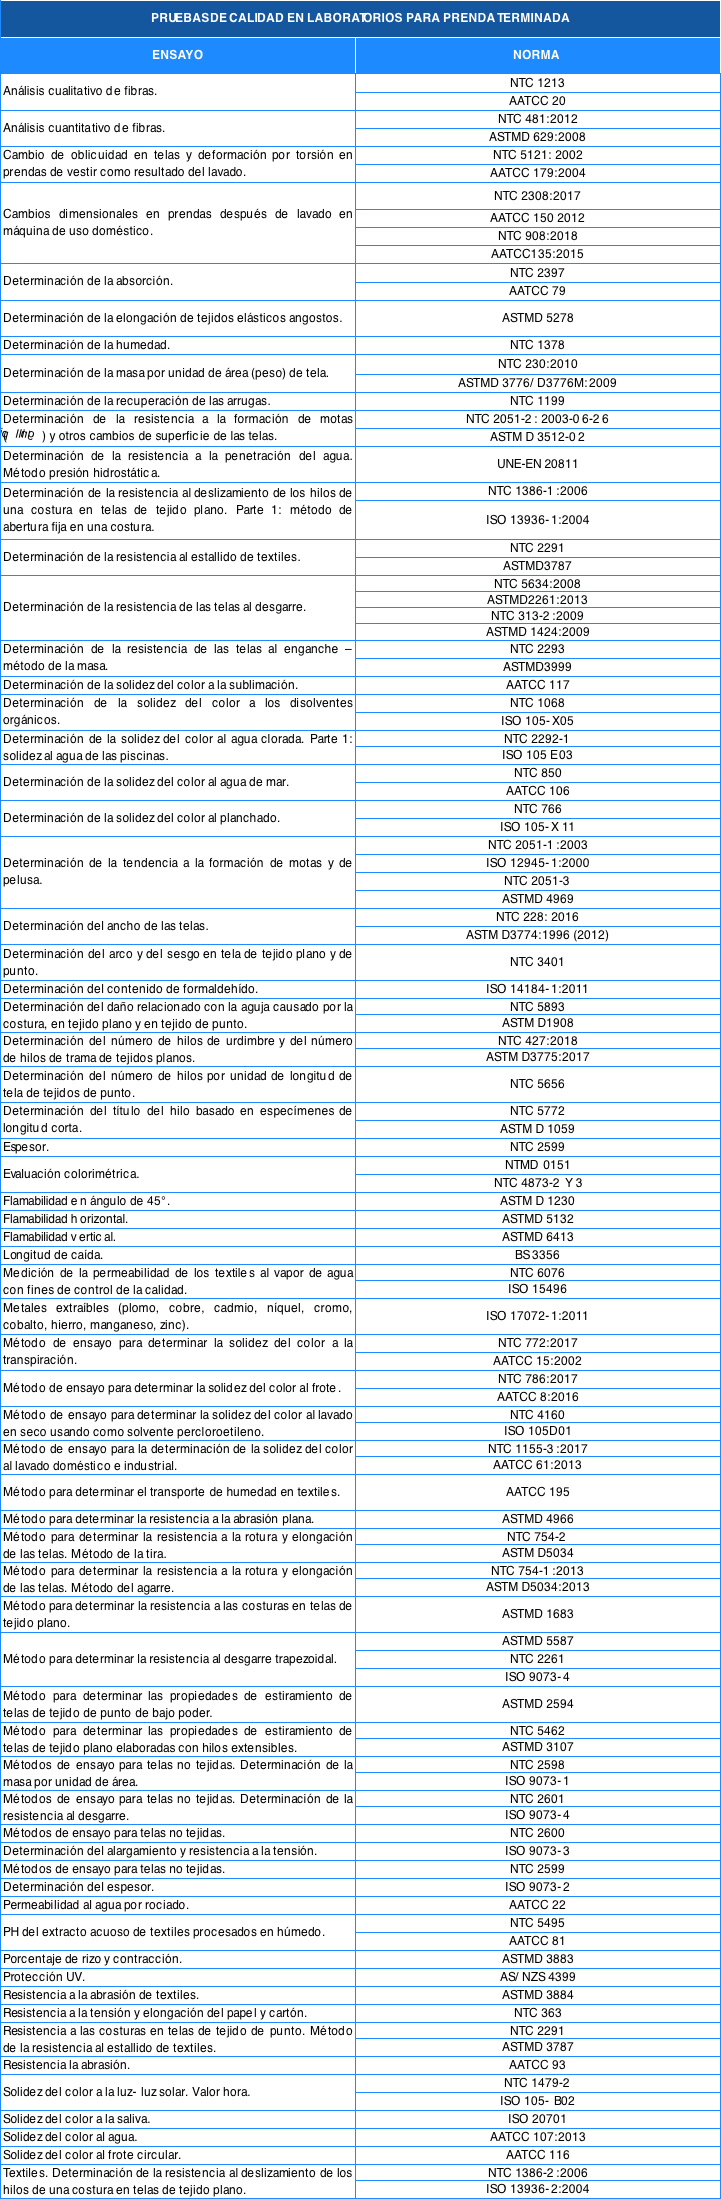 PRUEBAS DE CALIDAD EN LABORATORIOS PARA PRENDA TERMINADA
ENSAYO NORMA
Análisis cualitativo de fibras.
NTC 1213
AATCC 20
Análisis cuantitativo de fibras.
NTC 481:2012
ASTMD 629:2008
Cambio de oblicuidad en telas y deformación por torsión en
prendas de vestir como resultado del lavado.
NTC 5121: 2002
AATCC 179:2004
Cambios dimensionales en prendas después de lavado en
máquina de uso doméstico.
NTC 2308:2017
AATCC 150 2012
NTC 908:2018
AATCC135:2015
Determinación de la absorción.
NTC 2397
AATCC 79
Determinación de la elongación de tejidos elásticos angostos.
ASTMD 5278
Determinación de la humedad.
NTC 1378
Determinación de la masa por unidad de área (peso) de tela.
NTC 230:2010
ASTMD 3776/ D3776M:2009
Determinación de la recuperación de las arrugas.
NTC 1199
Determinación de la resistencia a la formación de motas
) y otros cambios de superficie de las telas.
NTC 2051-2 : 2003-06-26
ASTM D 3512-02
Determinación de la resistencia a la penetración del agua.
Método presión hidrostática.
UNE-EN 20811
Determinación de la resistencia al deslizamiento de los hilos de
una costura en telas de tejido plano. Parte 1: método de
abertura fija en una costura.
NTC 1386-1 :2006
ISO 13936-1:2004
Determinación de la resistencia al estallido de textiles.
NTC 2291
ASTMD3787
Determinación de la resistencia de las telas al desgarre.
NTC 5634:2008
ASTMD2261:2013
NTC 313-2 :2009
ASTMD 1424:2009
Determinación de la resistencia de las telas al enganche –
método de la masa.
NTC 2293
ASTMD3999
Determinación de la solidez del color a la sublimación.
AATCC 117
Determinación de la solidez del color a los disolventes
orgánicos.
NTC 1068
ISO 105-X05
Determinación de la solidez del color al agua clorada. Parte 1:
solidez al agua de las piscinas.
NTC 2292-1
ISO 105 E03
Determinación de la solidez del color al agua de mar.
NTC 850
AATCC 106
Determinación de la solidez del color al planchado.
NTC 766
ISO 105-X 11
Determinación de la tendencia a la formación de motas y de
pelusa.
NTC 2051-1 :2003
ISO 12945-1:2000
NTC 2051-3
ASTMD 4969
Determinación del ancho de las telas.
NTC 228: 2016
ASTM D3774:1996 (2012)
Determinación del arco y del sesgo en tela de tejido plano y de
punto.
NTC 3401
Determinación del contenido de formaldehído.
ISO 14184-1:2011
Determinación del daño relacionado con la aguja causado por la
costura, en tejido plano y en tejido de punto.
NTC 5893
ASTM D1908
Determinación del número de hilos de urdimbre y del número
de hilos de trama de tejidos planos.
NTC 427:2018
ASTM D3775:2017
Determinación del número de hilos por unidad de longitud de
tela de tejidos de punto.
NTC 5656
Determinación del título del hilo basado en especímenes de
longitud corta.
NTC 5772
ASTM D 1059
Espesor.
NTC 2599
Evaluación colorimétrica.
NTMD 0151
NTC 4873-2 Y 3
Flamabilidad en ángulo de 45°.
ASTM D 1230
Flamabilidad horizontal.
ASTMD 5132
Flamabilidad vertical.
ASTMD 6413
Longitud de caída.
BS 3356
Medición de la permeabilidad de los textiles al vapor de agua
con fines de control de la calidad.
NTC 6076
ISO 15496
Metales extraíbles (plomo, cobre, cadmio, níquel, cromo,
cobalto, hierro, manganeso, zinc).
ISO 17072-1:2011
Método de ensayo para determinar la solidez del color a la
transpiración.
NTC 772:2017
AATCC 15:2002
Método de ensayo para determinar la solidez del color al frote.
NTC 786:2017
AATCC 8:2016
Método de ensayo para determinar la solidez del color al lavado
en seco usando como solvente percloroetileno.
NTC 4160
ISO 105D01
Método de ensayo para la determinación de la solidez del color
al lavado doméstico e industrial.
NTC 1155-3 :2017
AATCC 61:2013
Método para determinar el transporte de humedad en textiles.
AATCC 195
Método para determinar la resistencia a la abrasión plana.
ASTMD 4966
Método para determinar la resistencia a la rotura y elongación
de las telas. Método de la tira.
NTC 754-2
ASTM D5034
Método para determinar la resistencia a la rotura y elongación
de las telas. Método del agarre.
NTC 754-1 :2013
ASTM D5034:2013
Método para determinar la resistencia a las costuras en telas de
tejido plano.
ASTMD 1683
Método para determinar la resistencia al desgarre trapezoidal.
ASTMD 5587
NTC 2261
ISO 9073-4
Método para determinar las propiedades de estiramiento de
telas de tejido de punto de bajo poder.
ASTMD 2594
Método para determinar las propiedades de estiramiento de
telas de tejido plano elaboradas con hilos extensibles.
NTC 5462
ASTMD 3107
Métodos de ensayo para telas no tejidas. Determinación de la
masa por unidad de área.
NTC 2598
ISO 9073-1
Métodos de ensayo para telas no tejidas. Determinación de la
resistencia al desgarre.
NTC 2601
ISO 9073-4
Métodos de ensayo para telas no tejidas.
NTC 2600
Determinación del alargamiento y resistencia a la tensión.
ISO 9073-3
Métodos de ensayo para telas no tejidas.
NTC 2599
Determinación del espesor.
ISO 9073-2
Permeabilidad al agua por rociado.
AATCC 22
PH del extracto acuoso de textiles procesados en húmedo.
NTC 5495
AATCC 81
Porcentaje de rizo y contracción.
ASTMD 3883
Protección UV.
AS/ NZS 4399
Resistencia a la abrasión de textiles.
ASTMD 3884
Resistencia a la tensión y elongación del papel y cartón.
NTC 363
Resistencia a las costuras en telas de tejido de punto. Método
de la resistencia al estallido de textiles.
NTC 2291
ASTMD 3787
Resistencia la abrasión.
AATCC 93
Solidez del color a la luz- luz solar. Valor hora.
NTC 1479-2
ISO 105- B02
Solidez del color a la saliva.
ISO 20701
Solidez del color al agua.
AATCC 107:2013
Solidez del color al frote circular.
AATCC 116
Textiles. Determinación de la resistencia al deslizamiento de los
hilos de una costura en telas de tejido plano.
NTC 1386-2 :2006
ISO 13936-2:2004